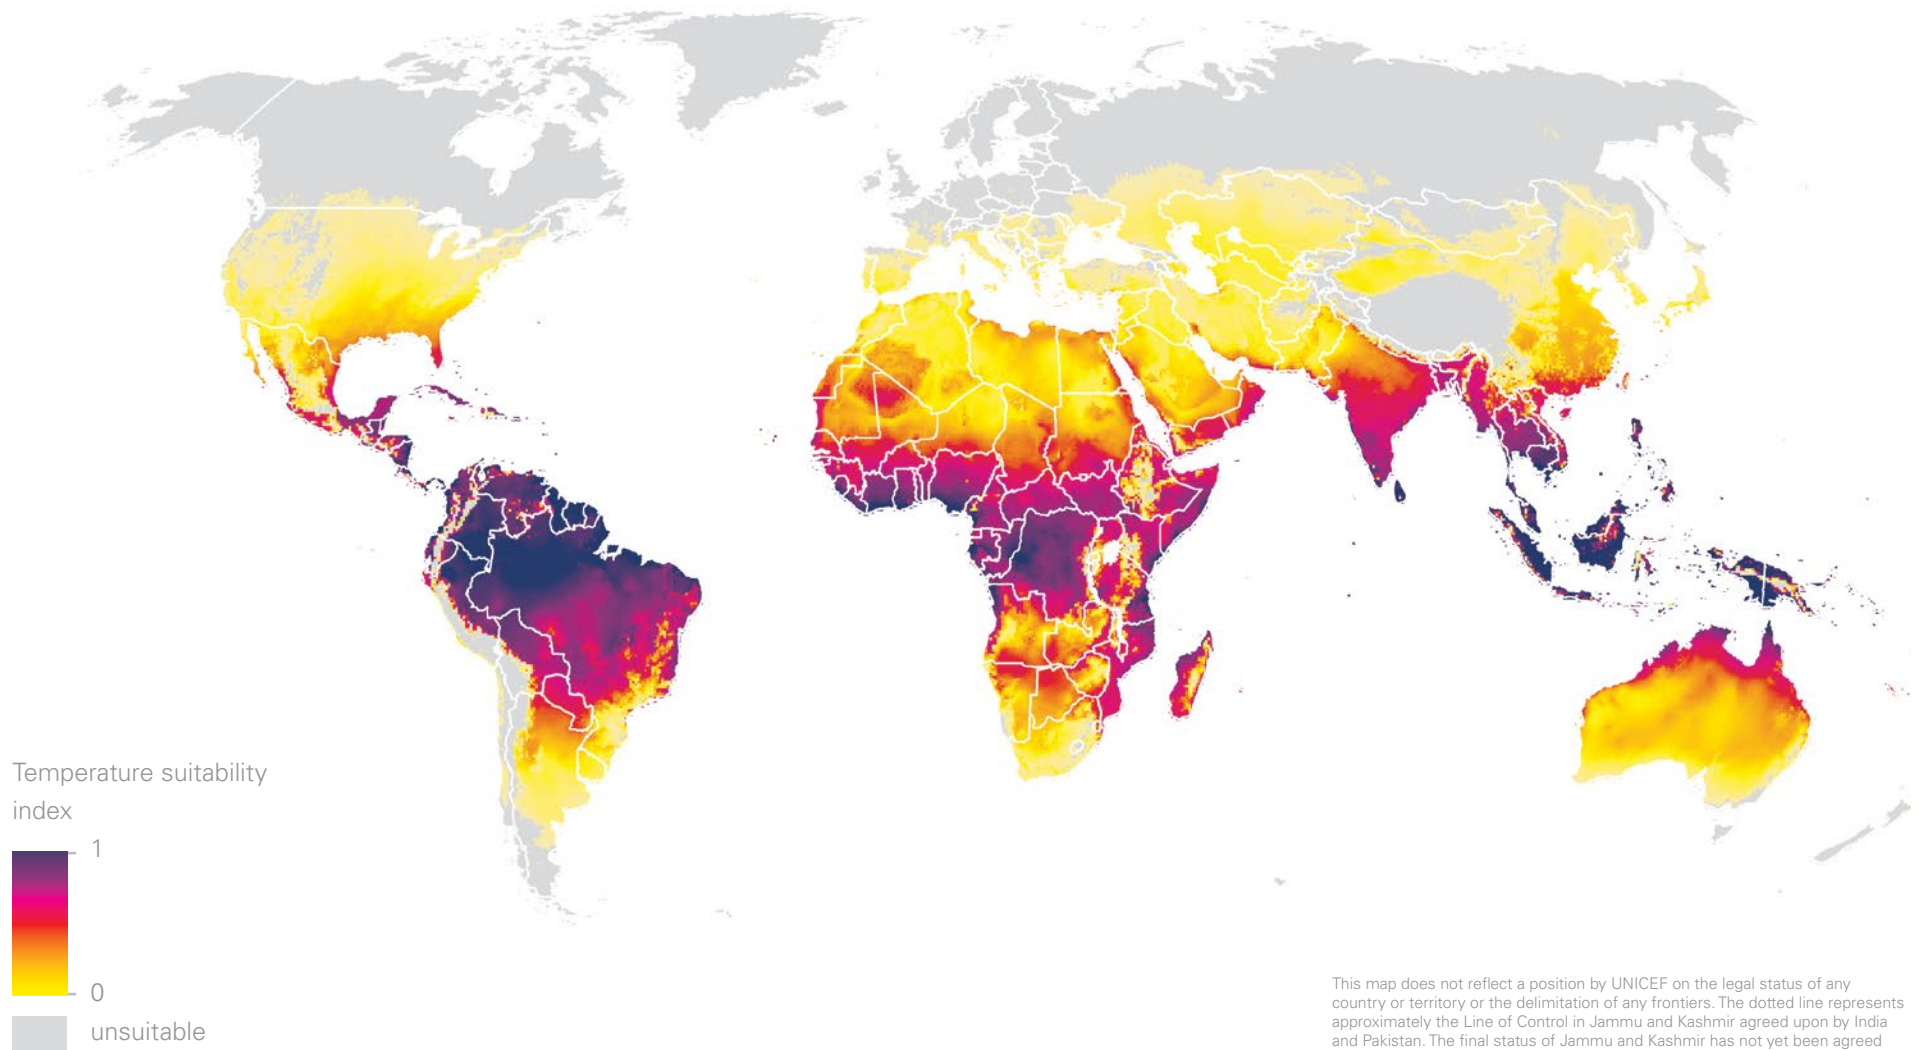 Temperature suitability
index
1
0
unsuitable
This map does not reflect a position by UNICEF on the legal status of any
country or territory or the delimitation of any frontiers. The dotted line represents
approximately the Line of Control in Jammu and Kashmir agreed upon by India
and Pakistan. The final status of Jammu and Kashmir has not yet been agreed